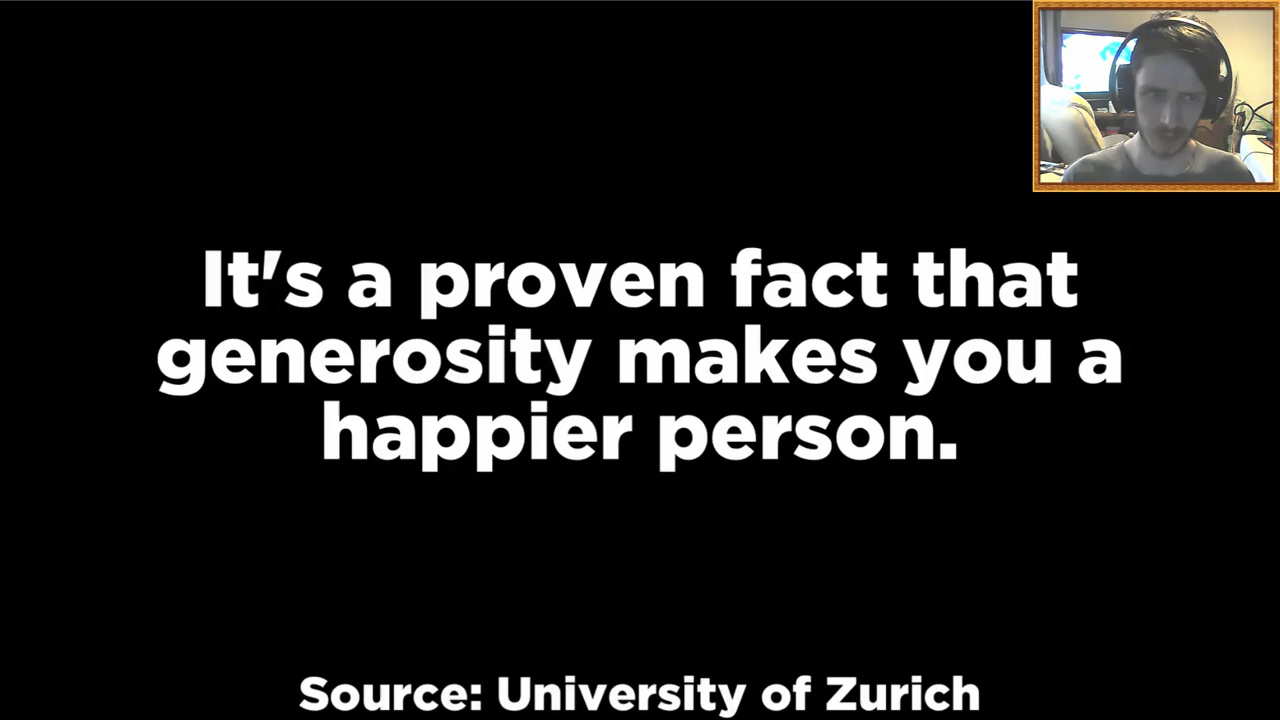 It's a proven fact that
generosity makes you a
happier person.
Source: University of Zurich